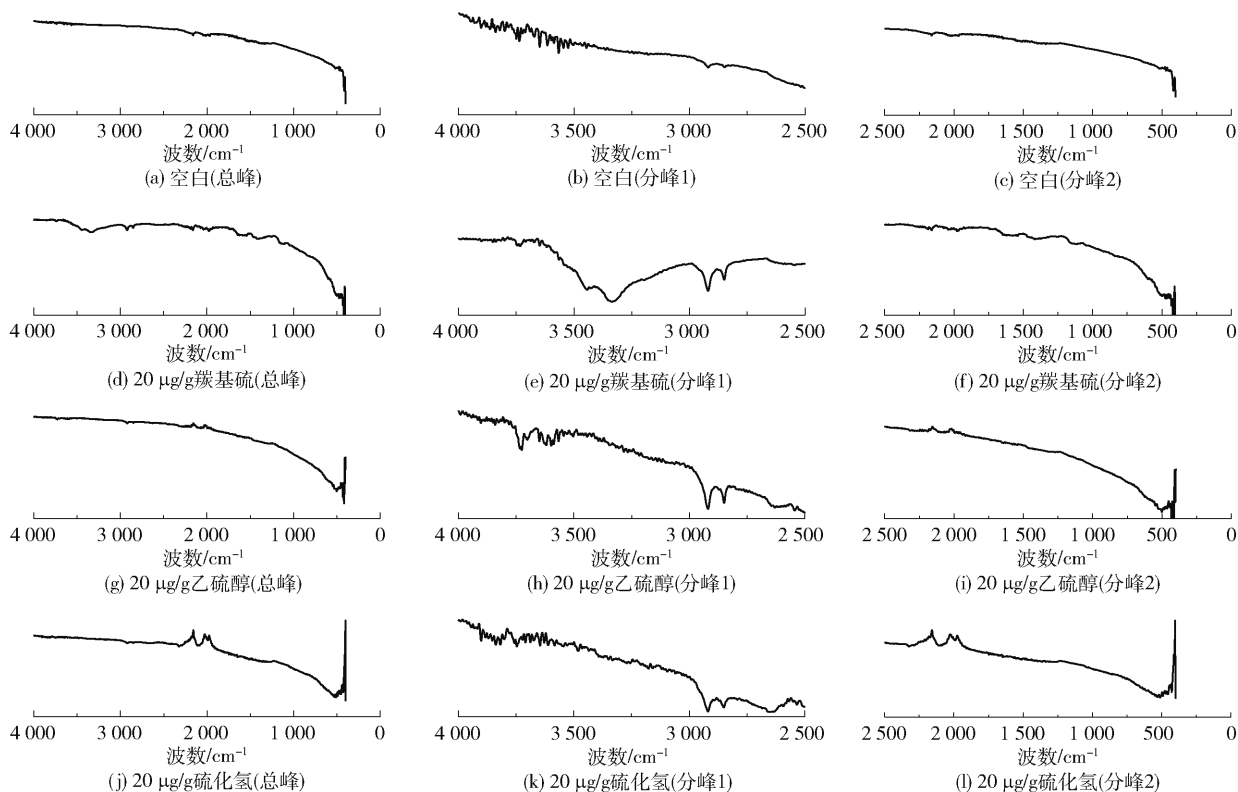 4 000 3 000 2 000 1 000 0
波数/cm⁻¹
(a) 空白(总峰)
4 000 3 500 3 000 2 500
波数/cm⁻¹
(b) 空白(分峰1)
2 500 2 000 1 500 1 000 500 0
波数/cm⁻¹
(c) 空白(分峰2)
4 000 3 000 2 000 1 000 0
波数/cm⁻¹
(d) 20 μg/g羰基硫(总峰)
4 000 3 500 3 000 2 500
波数/cm⁻¹
(e) 20 μg/g羰基硫(分峰1)
2 500 2 000 1 500 1 000 500 0
波数/cm⁻¹
(f) 20 μg/g羰基硫(分峰2)
4 000 3 000 2 000 1 000 0
波数/cm⁻¹
(g) 20 μg/g乙硫醇(总峰)
4 000 3 500 3 000 2 500
波数/cm⁻¹
(h) 20 μg/g乙硫醇(分峰1)
2 500 2 000 1 500 1 000 500 0
波数/cm⁻¹
(i) 20 μg/g乙硫醇(分峰2)
4 000 3 000 2 000 1 000 0
波数/cm⁻¹
(j) 20 μg/g硫化氢(总峰)
4 000 3 500 3 000 2 500
波数/cm⁻¹
(k) 20 μg/g硫化氢(分峰1)
2 500 2 000 1 500 1 000 500 0
波数/cm⁻¹
(l) 20 μg/g硫化氢(分峰2)